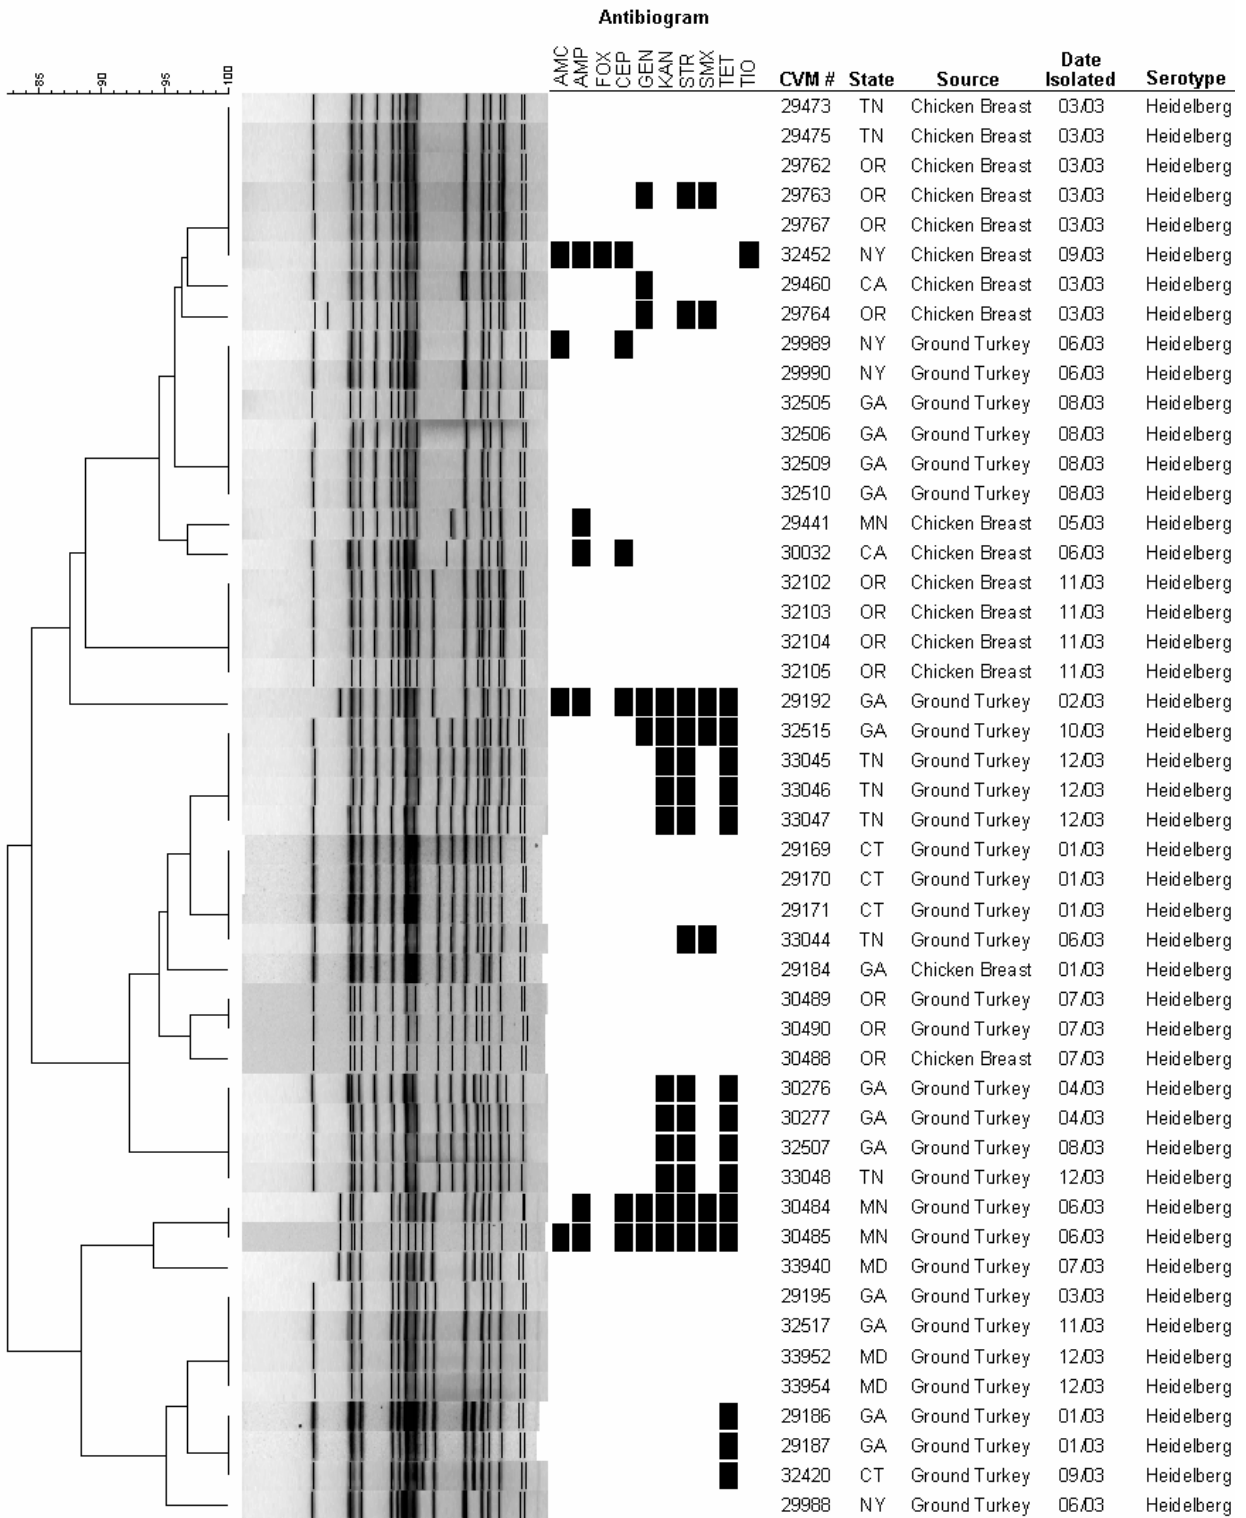 Antibiogram
85 90 95 100 AMC AMP FOX CEP GEN KAN STR SMX TET TIO CVM # State Source Date Isolated Serotype
29473 TN Chicken Breast 03/03 Heidelberg
29475 TN Chicken Breast 03/03 Heidelberg
29762 OR Chicken Breast 03/03 Heidelberg
29763 OR Chicken Breast 03/03 Heidelberg
29767 OR Chicken Breast 03/03 Heidelberg
32452 NY Chicken Breast 09/03 Heidelberg
29460 CA Chicken Breast 03/03 Heidelberg
29764 OR Chicken Breast 03/03 Heidelberg
29989 NY Ground Turkey 06/03 Heidelberg
29990 NY Ground Turkey 06/03 Heidelberg
32505 GA Ground Turkey 08/03 Heidelberg
32506 GA Ground Turkey 08/03 Heidelberg
32509 GA Ground Turkey 08/03 Heidelberg
32510 GA Ground Turkey 08/03 Heidelberg
29441 MN Chicken Breast 05/03 Heidelberg
30032 CA Chicken Breast 06/03 Heidelberg
32102 OR Chicken Breast 11/03 Heidelberg
32103 OR Chicken Breast 11/03 Heidelberg
32104 OR Chicken Breast 11/03 Heidelberg
32105 OR Chicken Breast 11/03 Heidelberg
29192 GA Ground Turkey 02/03 Heidelberg
32515 GA Ground Turkey 10/03 Heidelberg
33045 TN Ground Turkey 12/03 Heidelberg
33046 TN Ground Turkey 12/03 Heidelberg
33047 TN Ground Turkey 12/03 Heidelberg
29169 CT Ground Turkey 01/03 Heidelberg
29170 CT Ground Turkey 01/03 Heidelberg
29171 CT Ground Turkey 01/03 Heidelberg
33044 TN Ground Turkey 06/03 Heidelberg
29184 GA Chicken Breast 01/03 Heidelberg
30489 OR Ground Turkey 07/03 Heidelberg
30490 OR Ground Turkey 07/03 Heidelberg
30488 OR Chicken Breast 07/03 Heidelberg
30276 GA Ground Turkey 04/03 Heidelberg
30277 GA Ground Turkey 04/03 Heidelberg
32507 GA Ground Turkey 08/03 Heidelberg
33048 TN Ground Turkey 12/03 Heidelberg
30484 MN Ground Turkey 06/03 Heidelberg
30485 MN Ground Turkey 06/03 Heidelberg
33940 MD Ground Turkey 07/03 Heidelberg
29195 GA Ground Turkey 03/03 Heidelberg
32517 GA Ground Turkey 11/03 Heidelberg
33952 MD Ground Turkey 12/03 Heidelberg
33954 MD Ground Turkey 12/03 Heidelberg
29186 GA Ground Turkey 01/03 Heidelberg
29187 GA Ground Turkey 01/03 Heidelberg
32420 CT Ground Turkey 09/03 Heidelberg
29988 NY Ground Turkey 06/03 Heidelberg